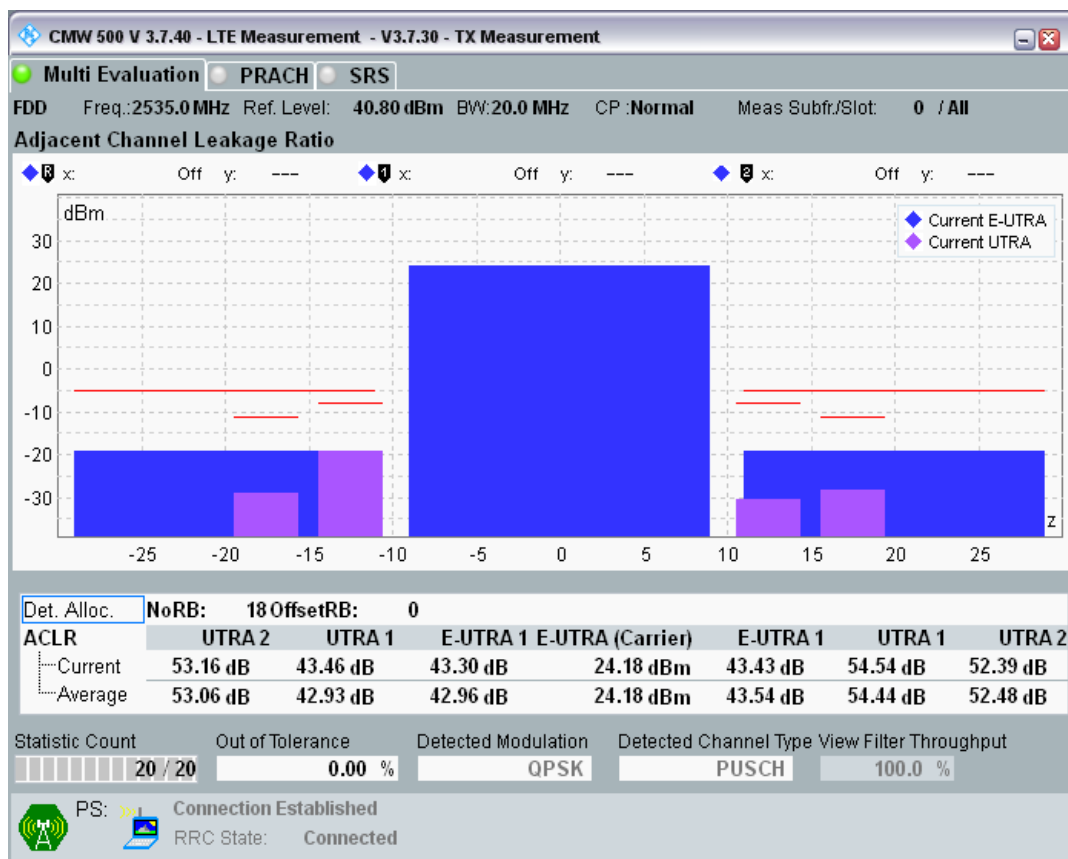 CMW 500 V 3.7.40 - LTE Measurement - V3.7.30 - TX Measurement
Multi Evaluation PRACH SRS
FDD Freq.:2535.0 MHz Ref. Level: 40.80 dBm BW:20.0 MHz CP :Normal Meas Subfr./Slot: 0 / All
Adjacent Channel Leakage Ratio
R x: Off y: --- 1 x: Off y: --- 2 x: Off y: ---
dBm
Current E-UTRA
Current UTRA
30
20
10
0
-10
-20
-30
z
-25 -20 -15 -10 -5 0 5 10 15 20 25
Det. Alloc. NoRB: 18 OffsetRB: 0
ACLR UTRA 2 UTRA 1 E-UTRA 1 E-UTRA (Carrier) E-UTRA 1 UTRA 1 UTRA 2
Current 53.16 dB 43.46 dB 43.30 dB 24.18 dBm 43.43 dB 54.54 dB 52.39 dB
Average 53.06 dB 42.93 dB 42.96 dB 24.18 dBm 43.54 dB 54.44 dB 52.48 dB
Statistic Count Out of Tolerance Detected Modulation Detected Channel Type View Filter Throughput
20 / 20 0.00 % QPSK PUSCH 100.0 %
PS: Connection Established
RRC State: Connected